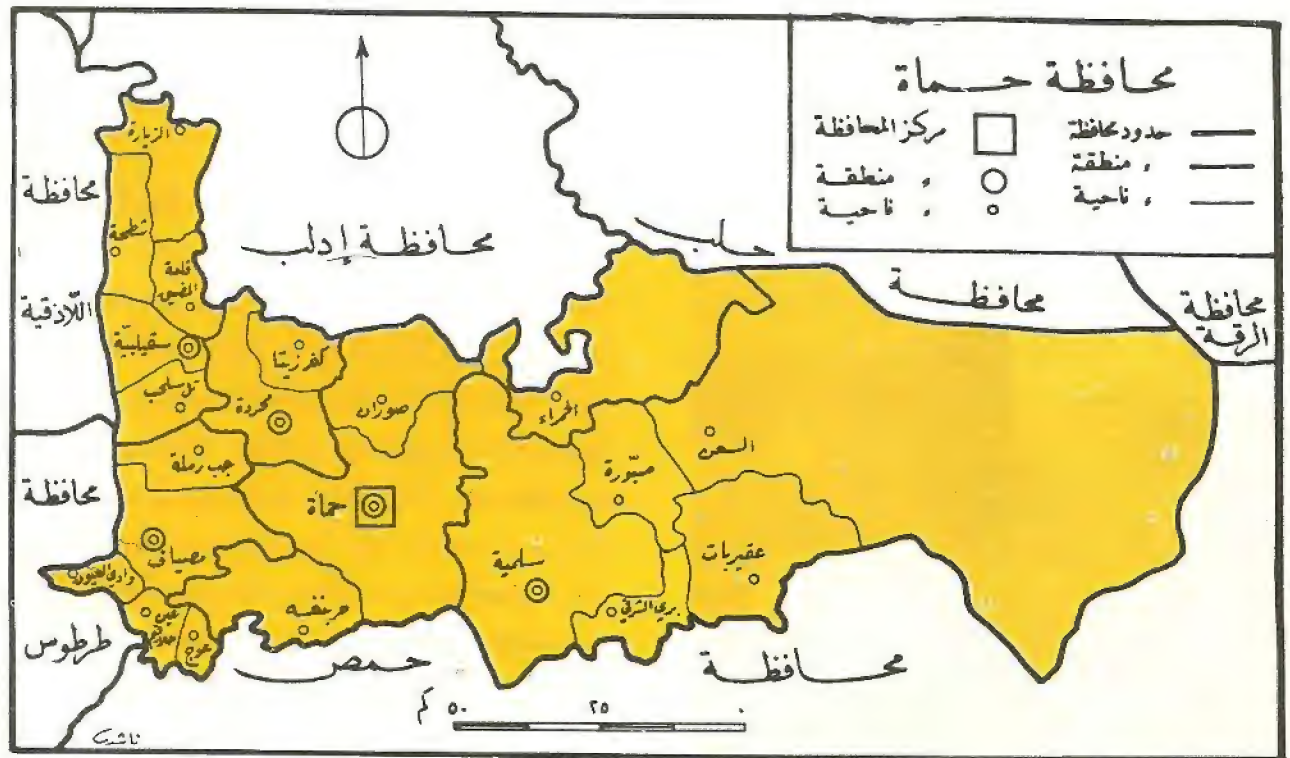 محافظة حماة
حدود محافظة
، منطقة
، ناحية
مركز المحافظة
، منطقة
، ناحية
محافظة
اللاذقية
محافظة إدلب
محافظة
حلب
محافظة
الرقة
محافظة
طرطوس
محافظة
حمص
الزيارة
شطحة
قلعة
المضيق
سقيلبية
تل سلحب
كفرزيتا
محردة
صوران
الحمراء
جب رملة
حماة
صبورة
السعن
مصياف
وادي العيون
عين
حلاقيم
عوج
حربنفسه
سلمية
بري الشرقي
عقيربات
٠ ٢٥ ٥٠ كم